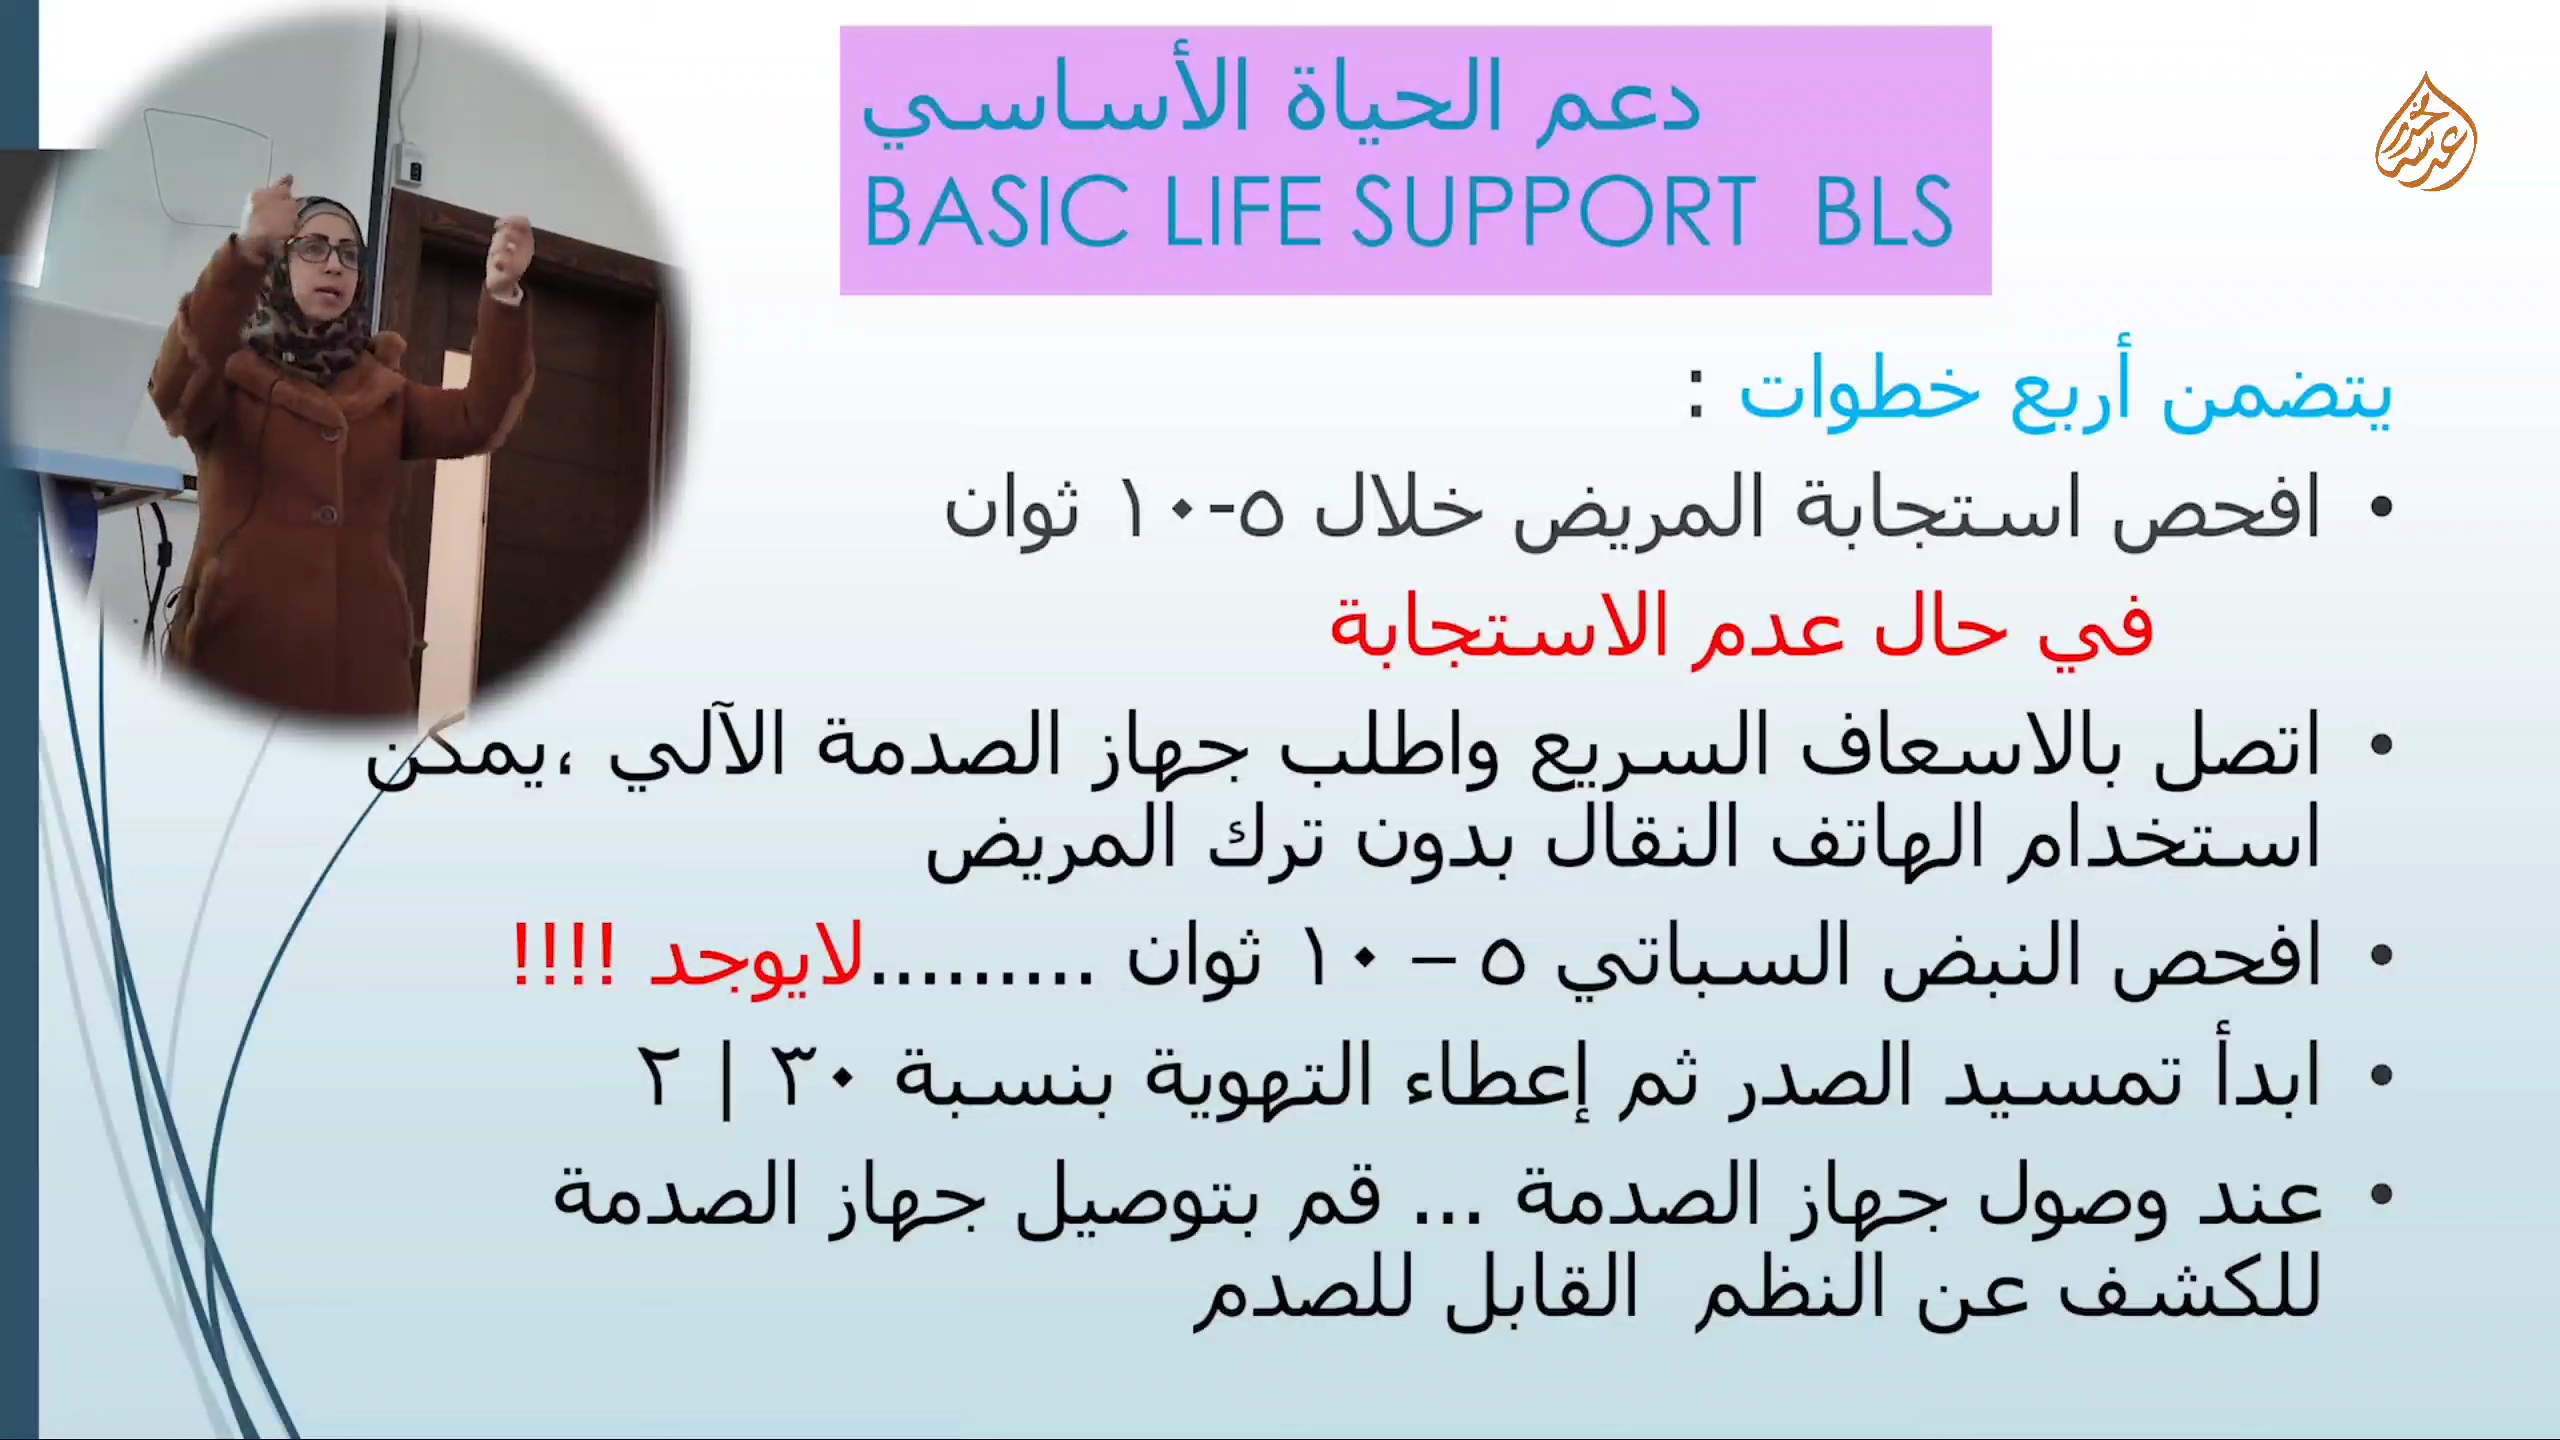 دعم الحياة الأساسي
BASIC LIFE SUPPORT BLS
يتضمن أربع خطوات :
• افحص استجابة المريض خلال ٥-١٠ ثوان
في حال عدم الاستجابة
• اتصل بالاسعاف السريع واطلب جهاز الصدمة الآلي ،يمكن
استخدام الهاتف النقال بدون ترك المريض
• افحص النبض السباتي ٥ – ١٠ ثوان .........لايوجد !!!!
• ابدأ تمسيد الصدر ثم إعطاء التهوية بنسبة ٣٠ | ٢
• عند وصول جهاز الصدمة ... قم بتوصيل جهاز الصدمة
للكشف عن النظم القابل للصدم